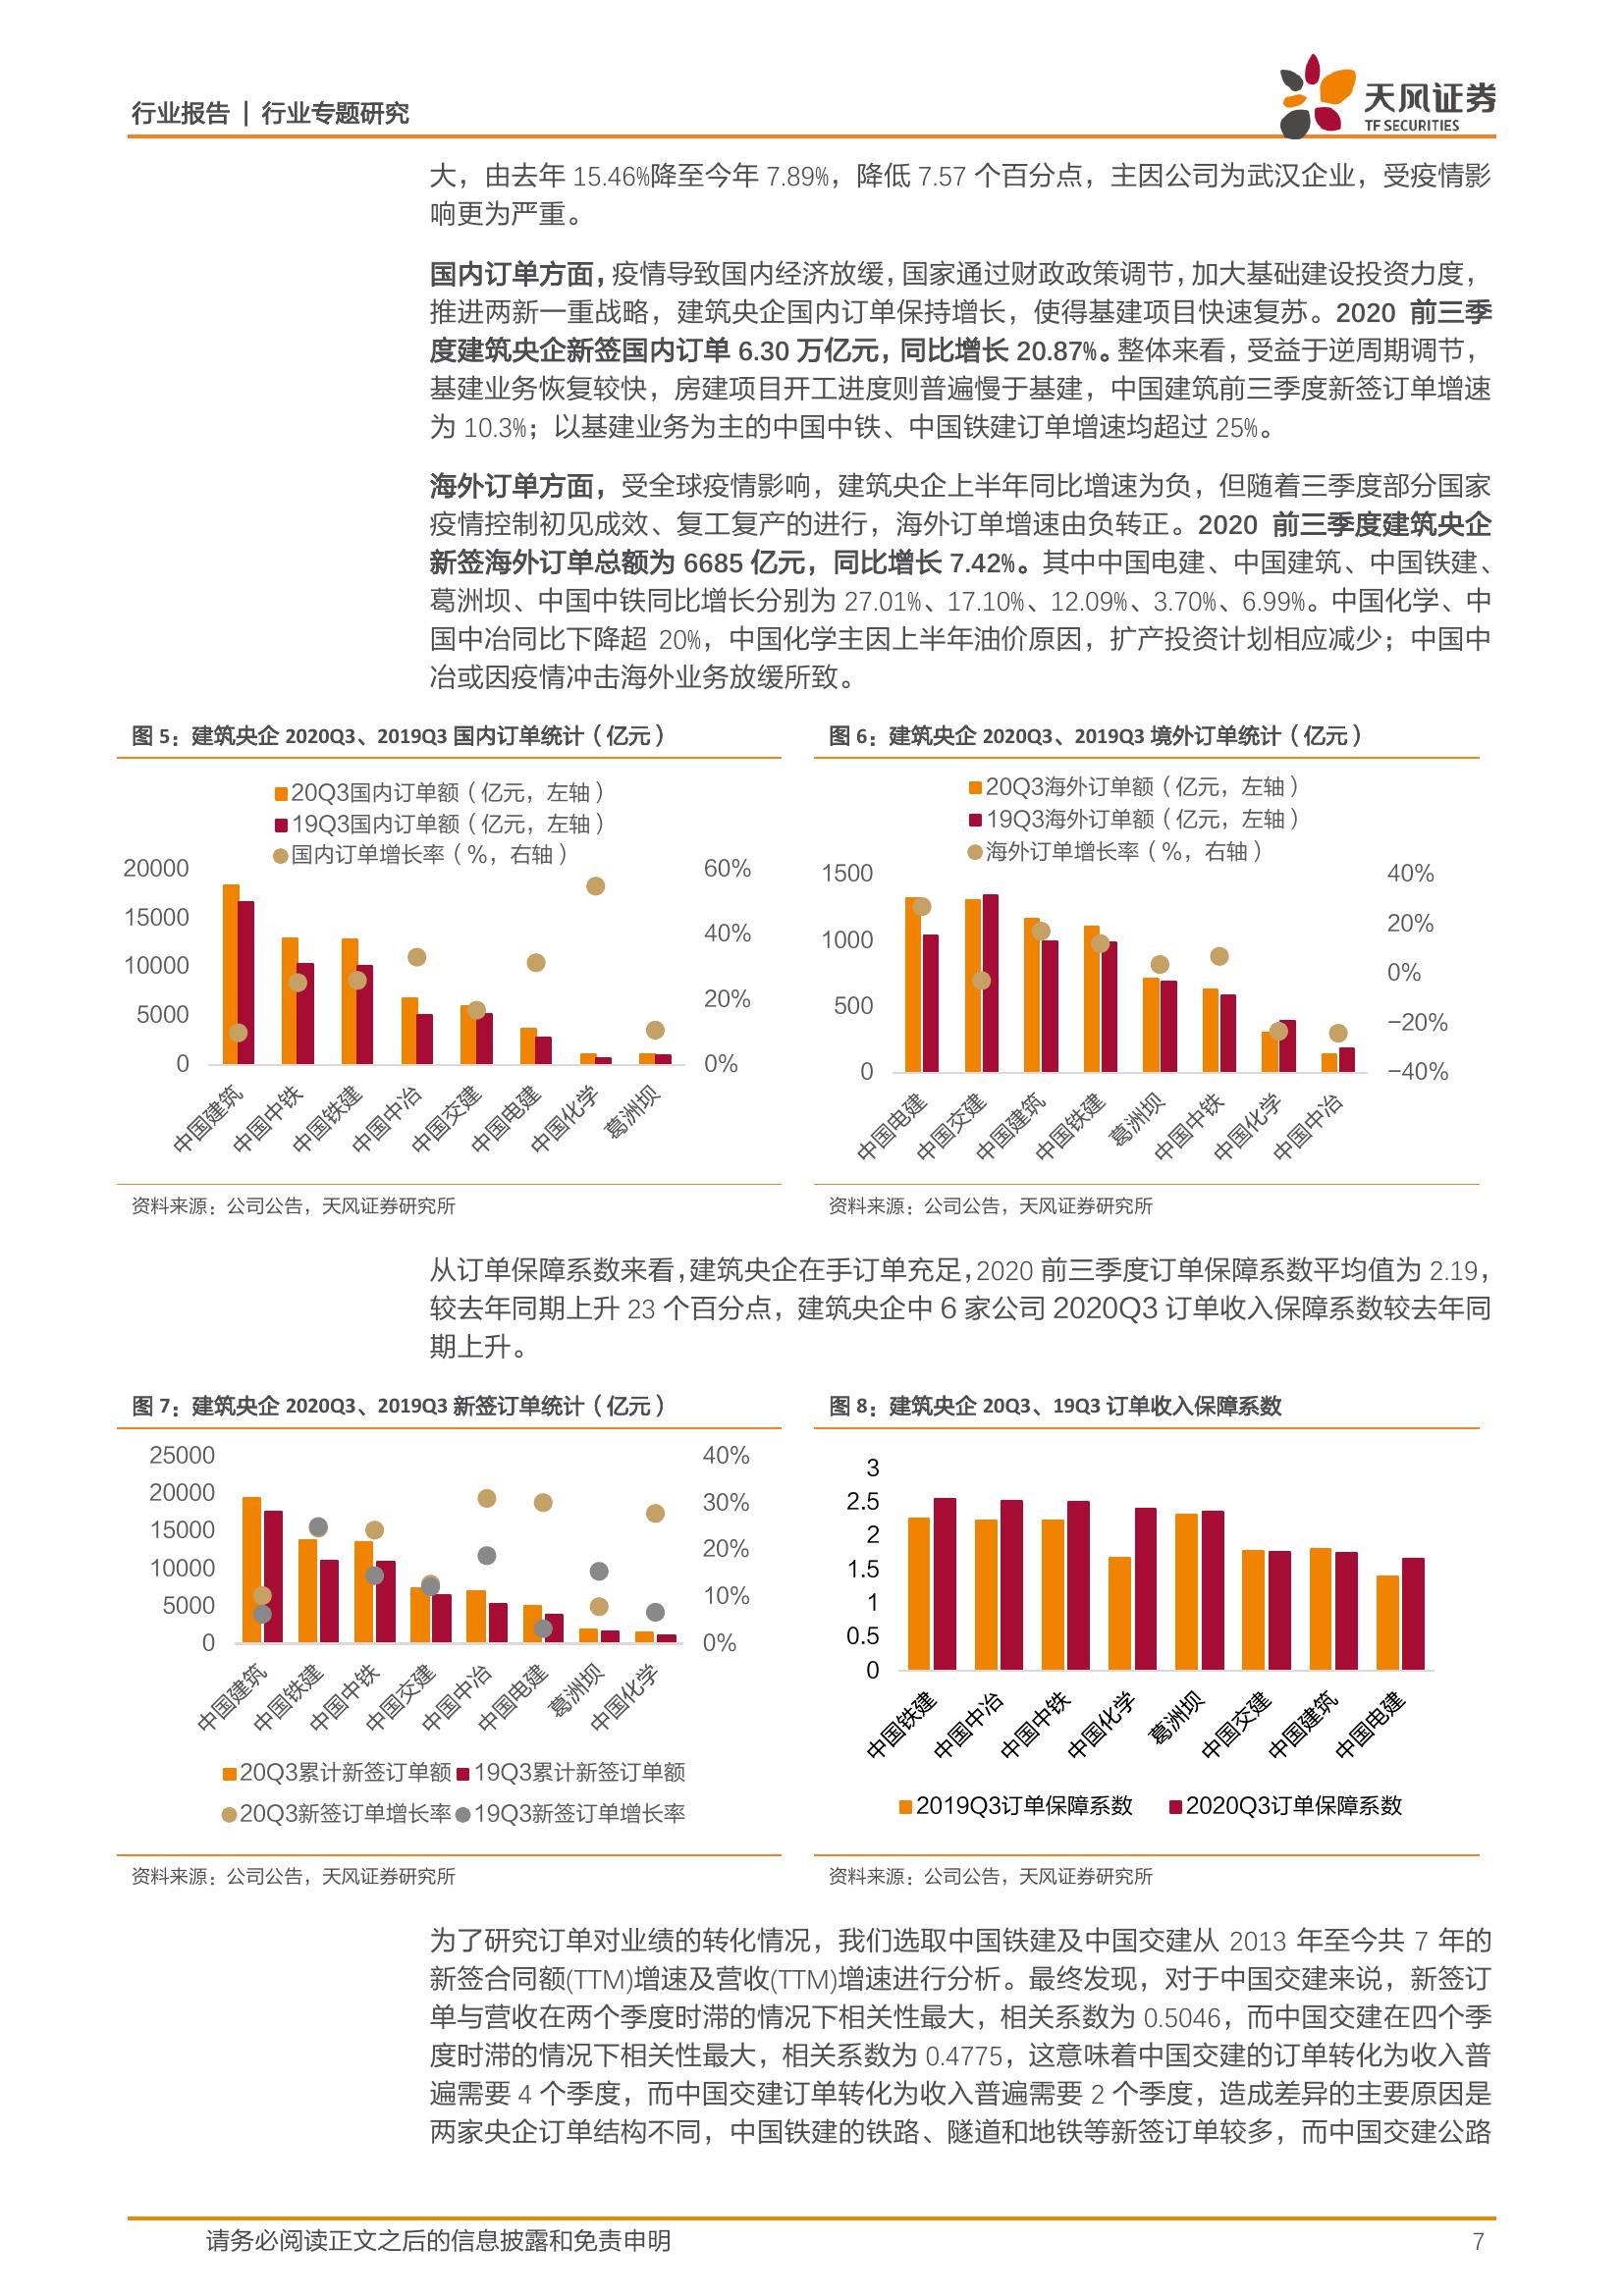 行业报告 | 行业专题研究
天风证券
TF SECURITIES
大，由去年 15.46%降至今年 7.89%，降低 7.57 个百分点，主因公司为武汉企业，受疫情影
响更为严重。
国内订单方面，疫情导致国内经济放缓，国家通过财政政策调节，加大基础建设投资力度，
推进两新一重战略，建筑央企国内订单保持增长，使得基建项目快速复苏。2020 前三季
度建筑央企新签国内订单 6.30 万亿元，同比增长 20.87%。整体来看，受益于逆周期调节，
基建业务恢复较快，房建项目开工进度则普遍慢于基建，中国建筑前三季度新签订单增速
为 10.3%；以基建业务为主的中国中铁、中国铁建订单增速均超过 25%。
海外订单方面，受全球疫情影响，建筑央企上半年同比增速为负，但随着三季度部分国家
疫情控制初见成效、复工复产的进行，海外订单增速由负转正。2020 前三季度建筑央企
新签海外订单总额为 6685 亿元，同比增长 7.42%。其中中国电建、中国建筑、中国铁建、
葛洲坝、中国中铁同比增长分别为 27.01%、17.10%、12.09%、3.70%、6.99%。中国化学、中
国中冶同比下降超 20%，中国化学主因上半年油价原因，扩产投资计划相应减少；中国中
冶或因疫情冲击海外业务放缓所致。
图 5：建筑央企 2020Q3、2019Q3 国内订单统计（亿元）
20Q3国内订单额（亿元，左轴）
19Q3国内订单额（亿元，左轴）
国内订单增长率（%，右轴）
20000
15000
10000
5000
0
60%
40%
20%
0%
中国建筑
中国中铁
中国铁建
中国中冶
中国交建
中国电建
中国化学
葛洲坝
资料来源：公司公告，天风证券研究所
图 6：建筑央企 2020Q3、2019Q3 境外订单统计（亿元）
20Q3海外订单额（亿元，左轴）
19Q3海外订单额（亿元，左轴）
海外订单增长率（%，右轴）
1500
1000
500
0
40%
20%
0%
−20%
−40%
中国电建
中国交建
中国建筑
中国铁建
葛洲坝
中国中铁
中国化学
中国中冶
资料来源：公司公告，天风证券研究所
从订单保障系数来看，建筑央企在手订单充足，2020 前三季度订单保障系数平均值为 2.19，
较去年同期上升 23 个百分点，建筑央企中 6 家公司 2020Q3 订单收入保障系数较去年同
期上升。
图 7：建筑央企 2020Q3、2019Q3 新签订单统计（亿元）
25000
20000
15000
10000
5000
0
40%
30%
20%
10%
0%
中国建筑
中国铁建
中国中铁
中国交建
中国中冶
中国电建
葛洲坝
中国化学
20Q3累计新签订单额 19Q3累计新签订单额
20Q3新签订单增长率 19Q3新签订单增长率
资料来源：公司公告，天风证券研究所
图 8：建筑央企 20Q3、19Q3 订单收入保障系数
3
2.5
2
1.5
1
0.5
0
中国铁建
中国中冶
中国中铁
中国化学
葛洲坝
中国交建
中国建筑
中国电建
2019Q3订单保障系数 2020Q3订单保障系数
资料来源：公司公告，天风证券研究所
为了研究订单对业绩的转化情况，我们选取中国铁建及中国交建从 2013 年至今共 7 年的
新签合同额(TTM)增速及营收(TTM)增速进行分析。最终发现，对于中国交建来说，新签订
单与营收在两个季度时滞的情况下相关性最大，相关系数为 0.5046，而中国交建在四个季
度时滞的情况下相关性最大，相关系数为 0.4775，这意味着中国交建的订单转化为收入普
遍需要 4 个季度，而中国交建订单转化为收入普遍需要 2 个季度，造成差异的主要原因是
两家央企订单结构不同，中国铁建的铁路、隧道和地铁等新签订单较多，而中国交建公路
请务必阅读正文之后的信息披露和免责申明
7